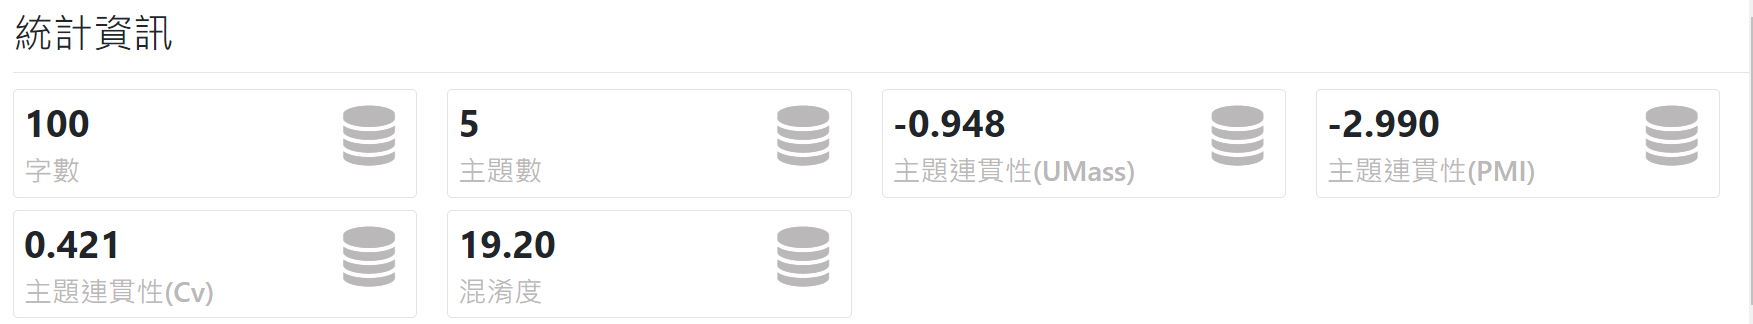 統計資訊
100
字數
5
主題數
-0.948
主題連貫性(UMass)
-2.990
主題連貫性(PMI)
0.421
主題連貫性(Cv)
19.20
混淆度